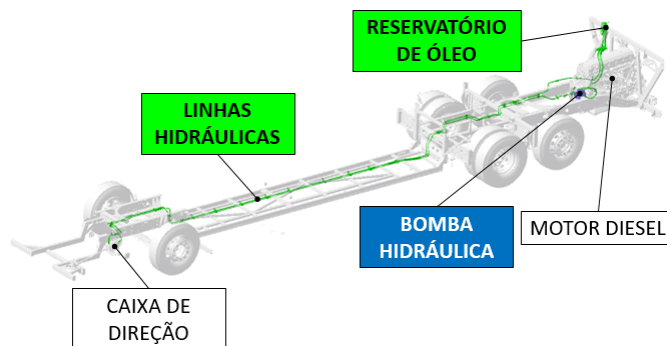 RESERVATÓRIO
DE ÓLEO
LINHAS
HIDRÁULICAS
BOMBA
HIDRÁULICA
MOTOR DIESEL
CAIXA DE
DIREÇÃO